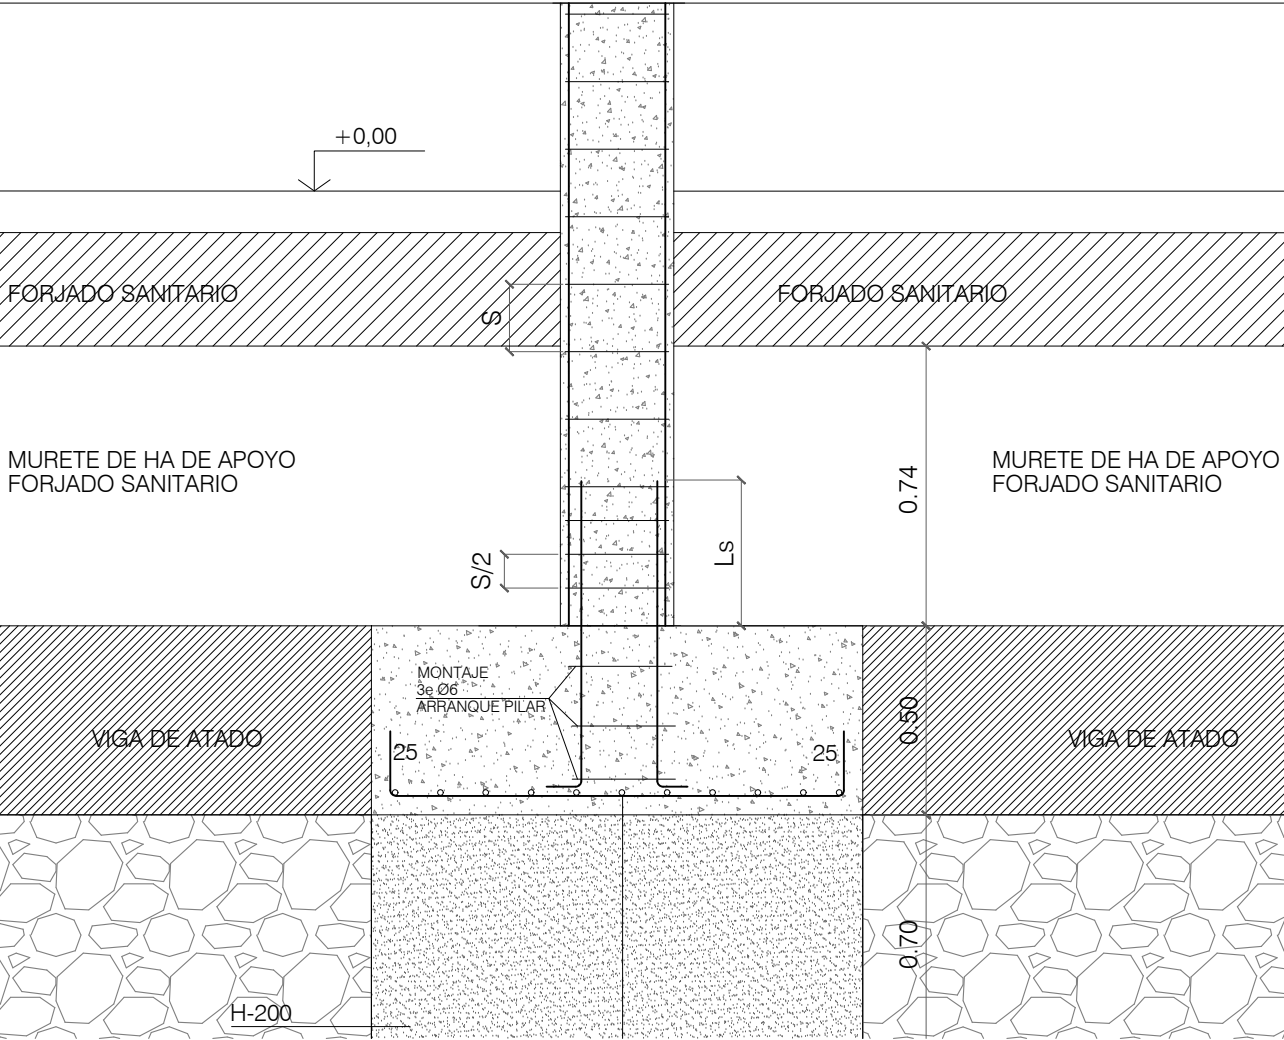 +0,00
FORJADO SANITARIO
FORJADO SANITARIO
S
MURETE DE HA DE APOYO
FORJADO SANITARIO
MURETE DE HA DE APOYO
FORJADO SANITARIO
0.74
Ls
S/2
MONTAJE
3e Ø6
ARRANQUE PILAR
0.50
VIGA DE ATADO
VIGA DE ATADO
25
25
0.70
H-200